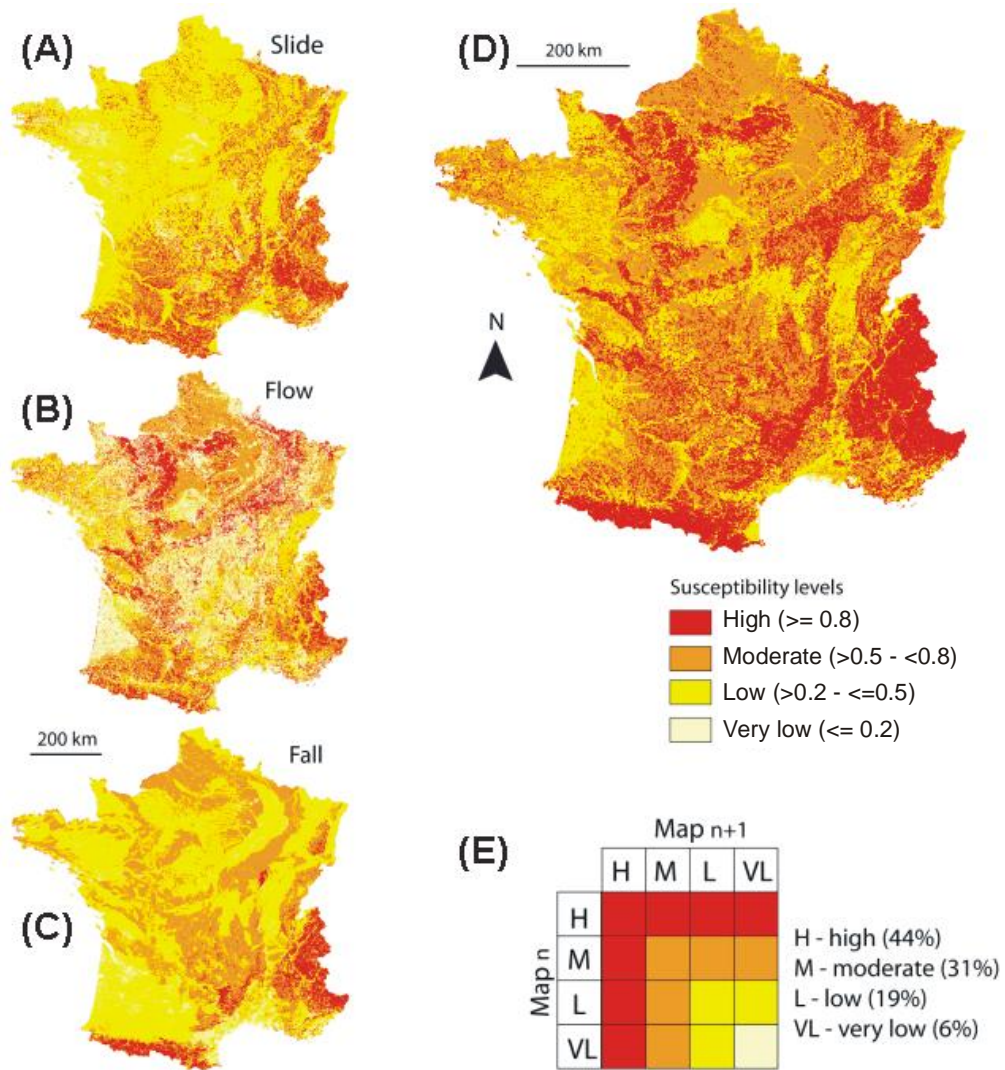 (A)
Slide
(B)
Flow
200 km
Fall
(C)
(D)
200 km
N
Susceptibility levels
High (>= 0.8)
Moderate (>0.5 - <0.8)
Low (>0.2 - <=0.5)
Very low (<= 0.2)
(E)
Map n+1
H M L VL
Map n
H
M
L
VL
H - high (44%)
M - moderate (31%)
L - low (19%)
VL - very low (6%)